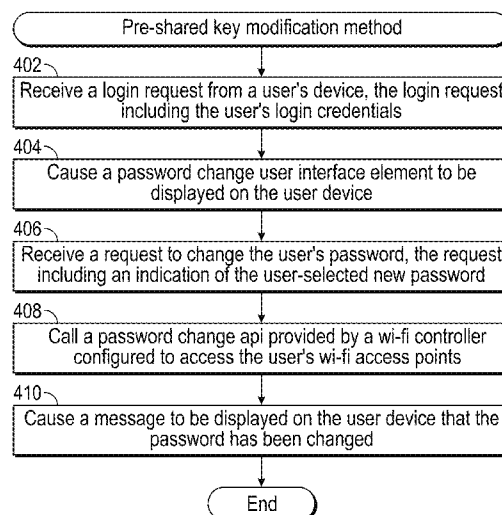 Pre-shared key modification method
402
Receive a login request from a user's device, the login request
including the user's login credentials
404
Cause a password change user interface element to be
displayed on the user device
406
Receive a request to change the user's password, the request
including an indication of the user-selected new password
408
Call a password change api provided by a wi-fi controller
configured to access the user's wi-fi access points
410
Cause a message to be displayed on the user device that the
password has been changed
End